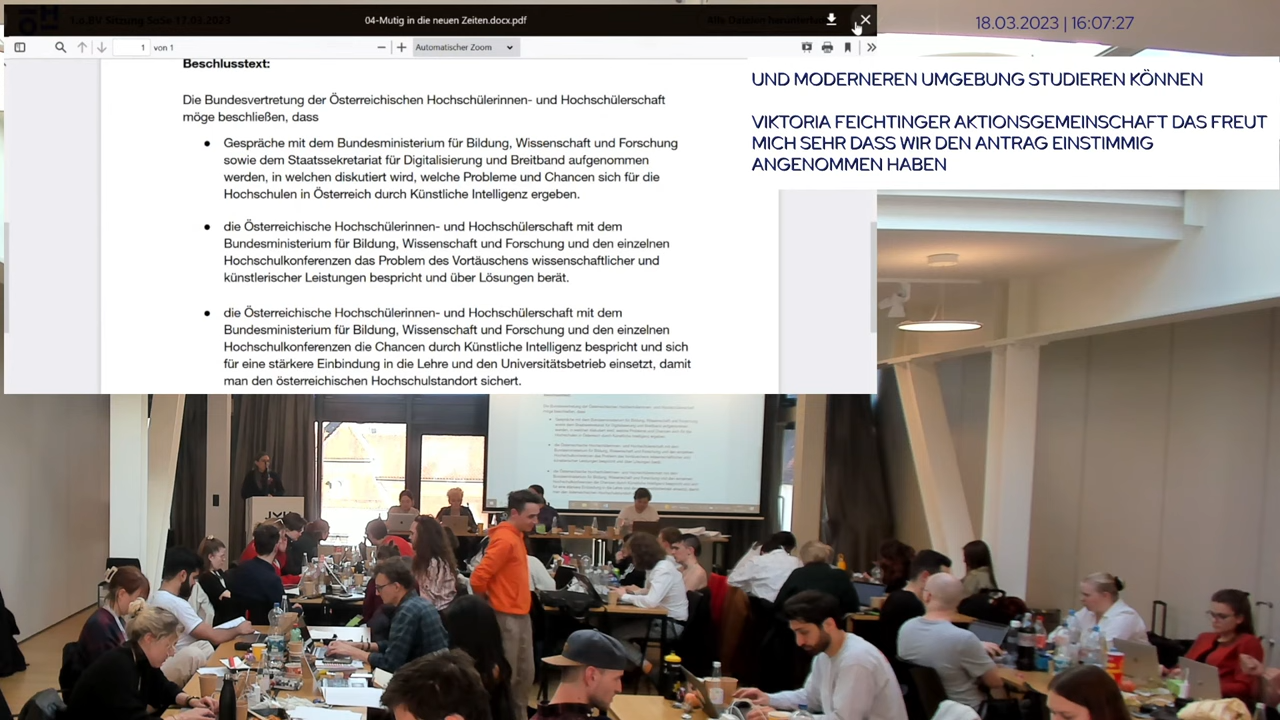 1.o.BV Sitzung SoSe 17.03.2023
04-Mutig in die neuen Zeiten.docx.pdf
18.03.2023 | 16:07:27
1 von 1
Automatischer Zoom
Beschlusstext:
Die Bundesvertretung der Österreichischen Hochschülerinnen- und Hochschülerschaft
möge beschließen, dass
● Gespräche mit dem Bundesministerium für Bildung, Wissenschaft und Forschung
sowie dem Staatssekretariat für Digitalisierung und Breitband aufgenommen
werden, in welchen diskutiert wird, welche Probleme und Chancen sich für die
Hochschulen in Österreich durch Künstliche Intelligenz ergeben.
● die Österreichische Hochschülerinnen- und Hochschülerschaft mit dem
Bundesministerium für Bildung, Wissenschaft und Forschung und den einzelnen
Hochschulkonferenzen das Problem des Vortäuschens wissenschaftlicher und
künstlerischer Leistungen bespricht und über Lösungen berät.
● die Österreichische Hochschülerinnen- und Hochschülerschaft mit dem
Bundesministerium für Bildung, Wissenschaft und Forschung und den einzelnen
Hochschulkonferenzen die Chancen durch Künstliche Intelligenz bespricht und sich
für eine stärkere Einbindung in die Lehre und den Universitätsbetrieb einsetzt, damit
man den österreichischen Hochschulstandort sichert.
UND MODERNEREN UMGEBUNG STUDIEREN KÖNNEN
VIKTORIA FEICHTINGER AKTIONSGEMEINSCHAFT DAS FREUT
MICH SEHR DASS WIR DEN ANTRAG EINSTIMMIG
ANGENOMMEN HABEN